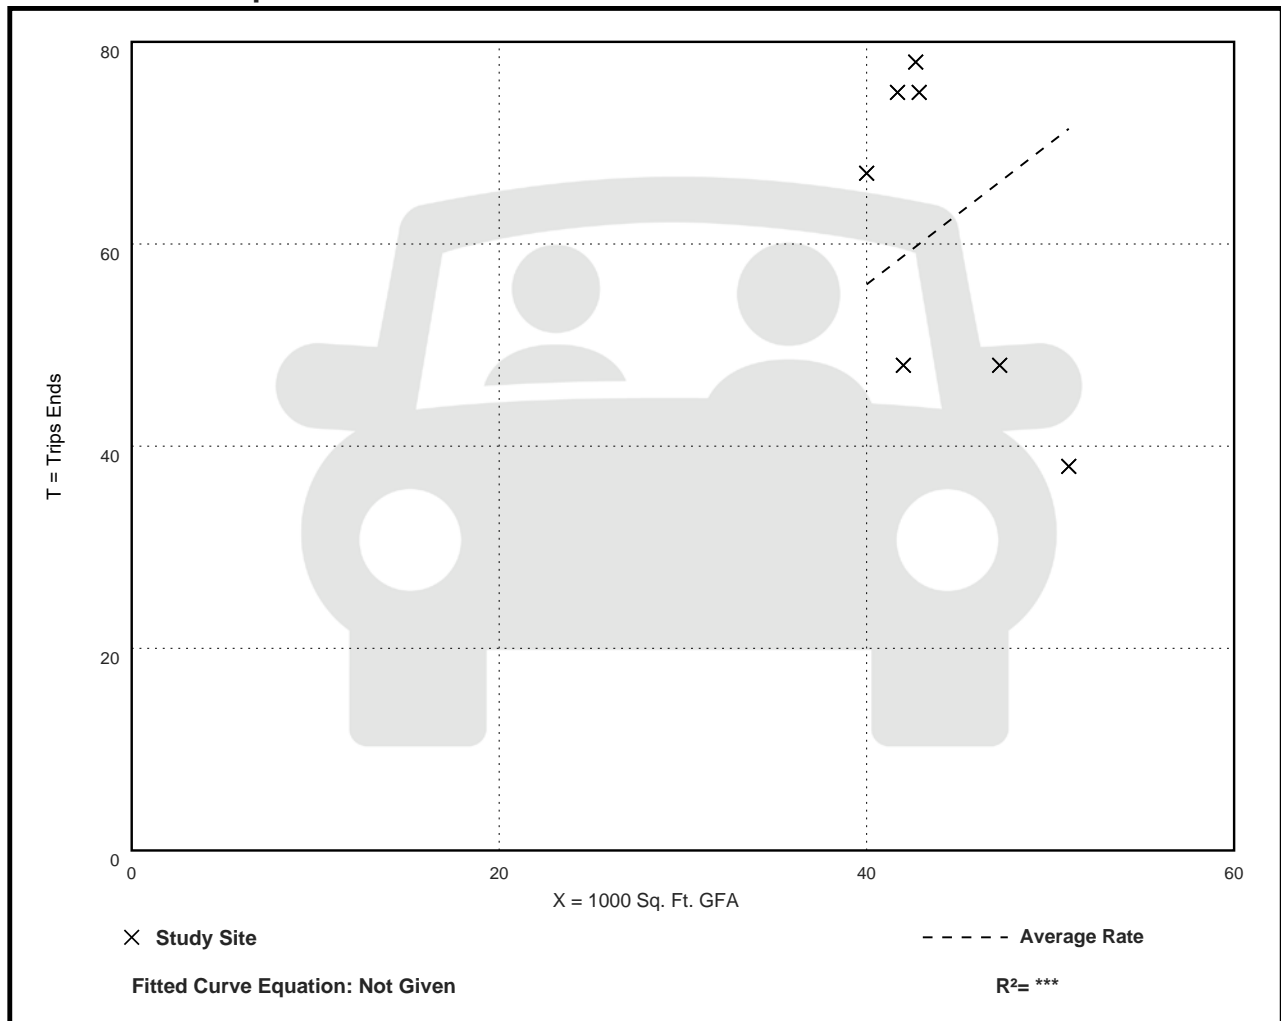 80
60
40
20
0
T = Trips Ends
0 20 40 60
X = 1000 Sq. Ft. GFA
Study Site
Average Rate
Fitted Curve Equation: Not Given
R²= ***